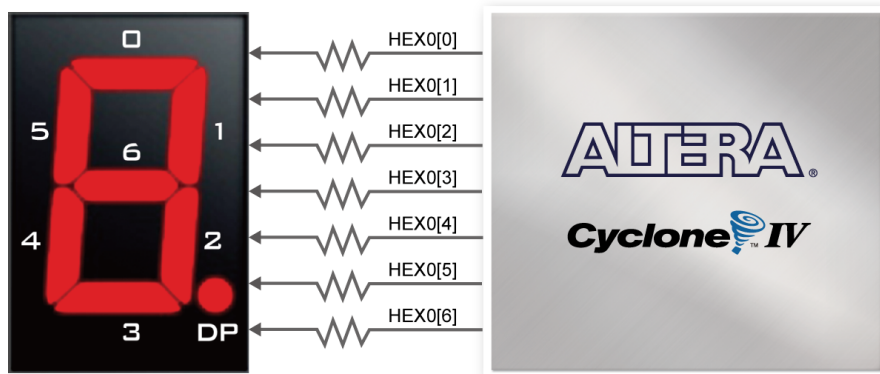 0
5
1
6
4
2
3
DP
HEX0[0]
HEX0[1]
HEX0[2]
HEX0[3]
HEX0[4]
HEX0[5]
HEX0[6]
ALTERA®
Cyclone™ IV